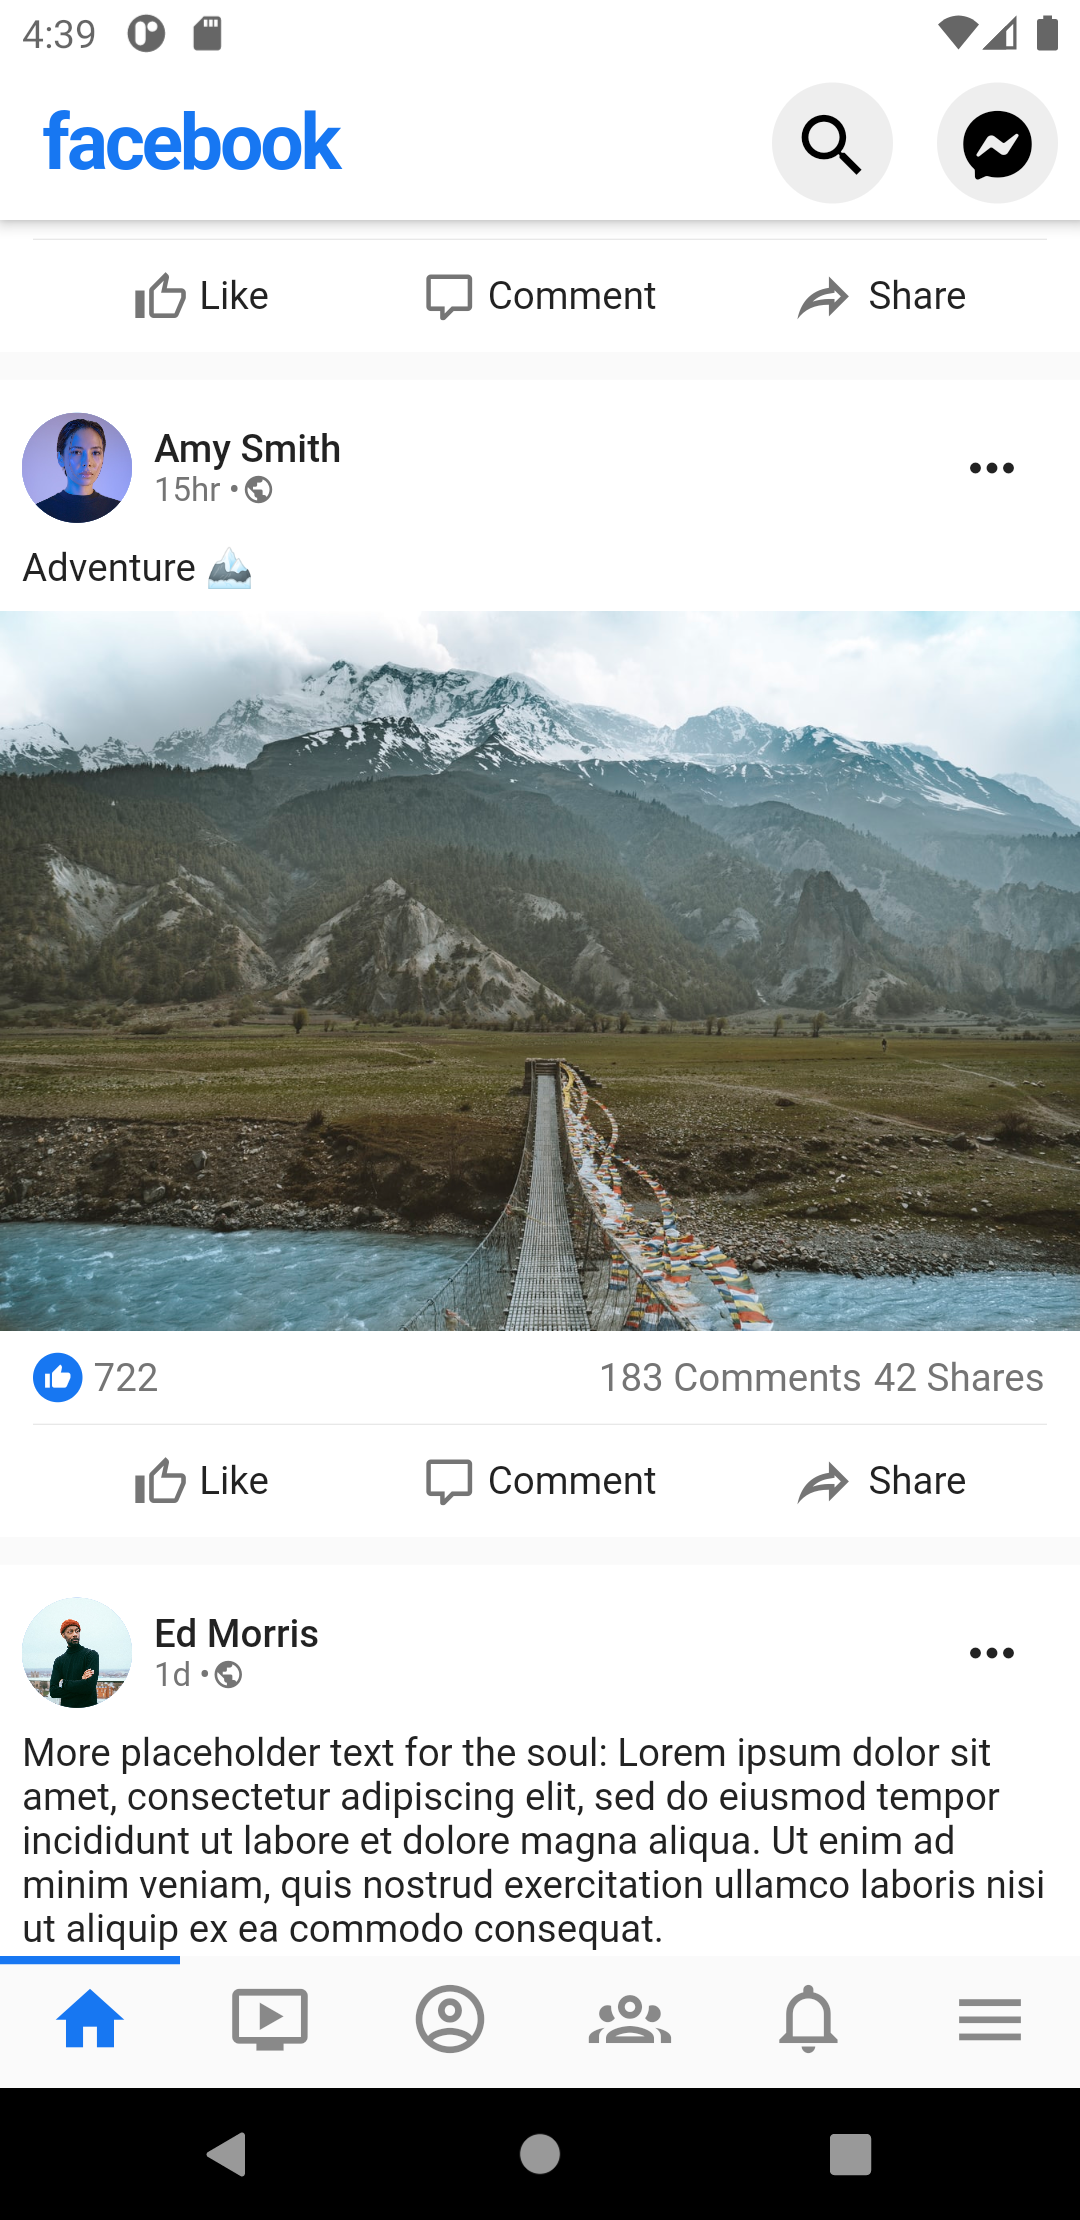 4:39
facebook
Like Comment Share
Amy Smith
15hr •
Adventure 🏔️
722 183 Comments 42 Shares
Like Comment Share
Ed Morris
1d •
More placeholder text for the soul: Lorem ipsum dolor sit
amet, consectetur adipiscing elit, sed do eiusmod tempor
incididunt ut labore et dolore magna aliqua. Ut enim ad
minim veniam, quis nostrud exercitation ullamco laboris nisi
ut aliquip ex ea commodo consequat.